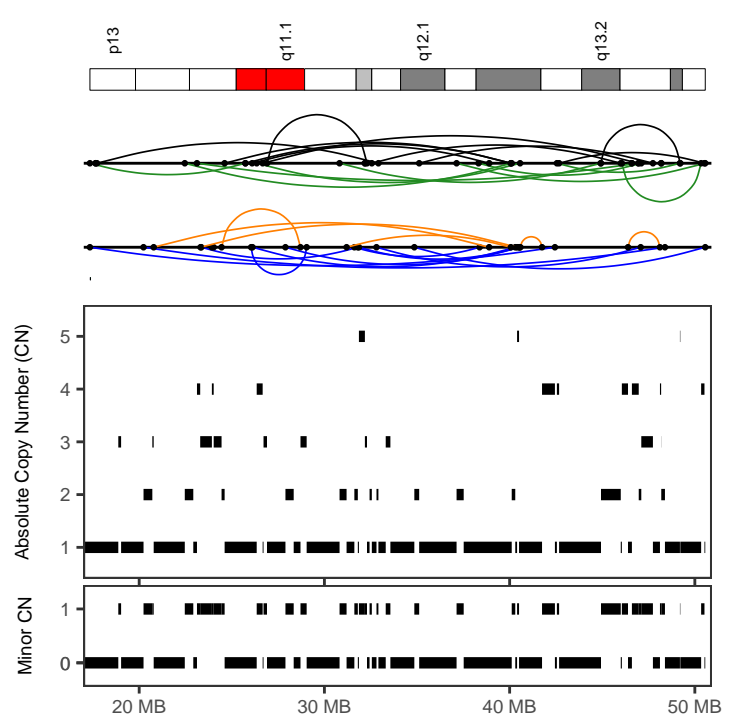 p13
q11.1
q12.1
q13.2
Absolute Copy Number (CN)
5
4
3
2
1
Minor CN
1
0
20 MB
30 MB
40 MB
50 MB